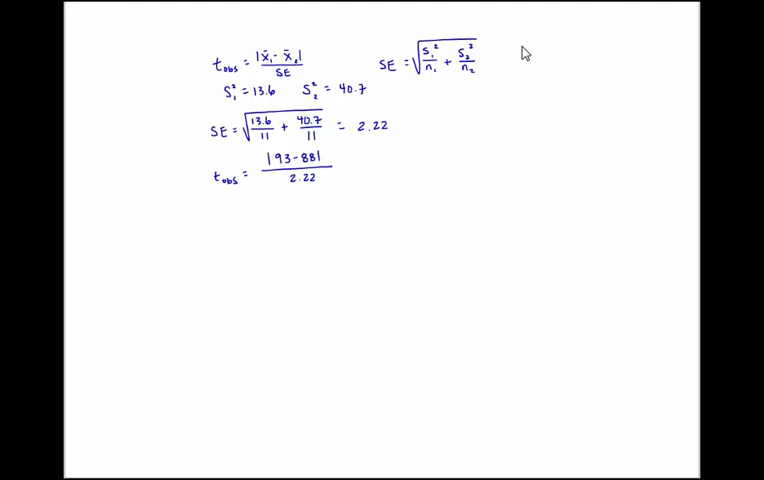 t_obs = |x̄₁ - x̄₂| / SE    SE = √(S₁²/n₁ + S₂²/n₂)
S₁² = 13.6    S₂² = 40.7
SE = √(13.6/11 + 40.7/11) = 2.22
t_obs = |93-88| / 2.22